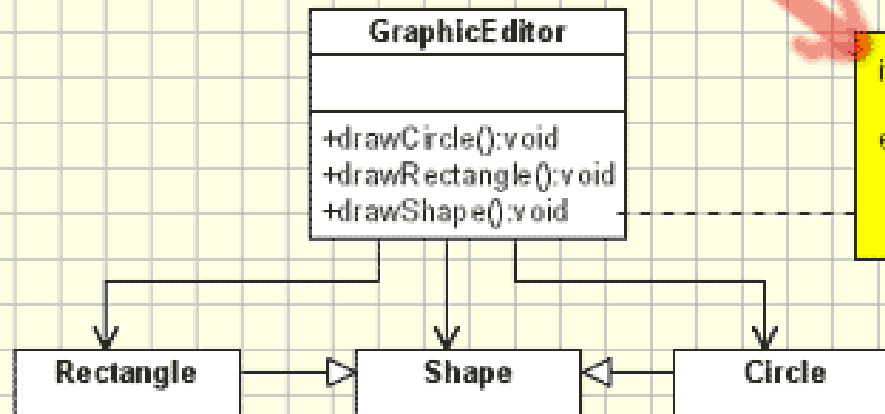 GraphicEditor
+drawCircle():void
+drawRectangle():void
+drawShape():void
Rectangle
Shape
Circle